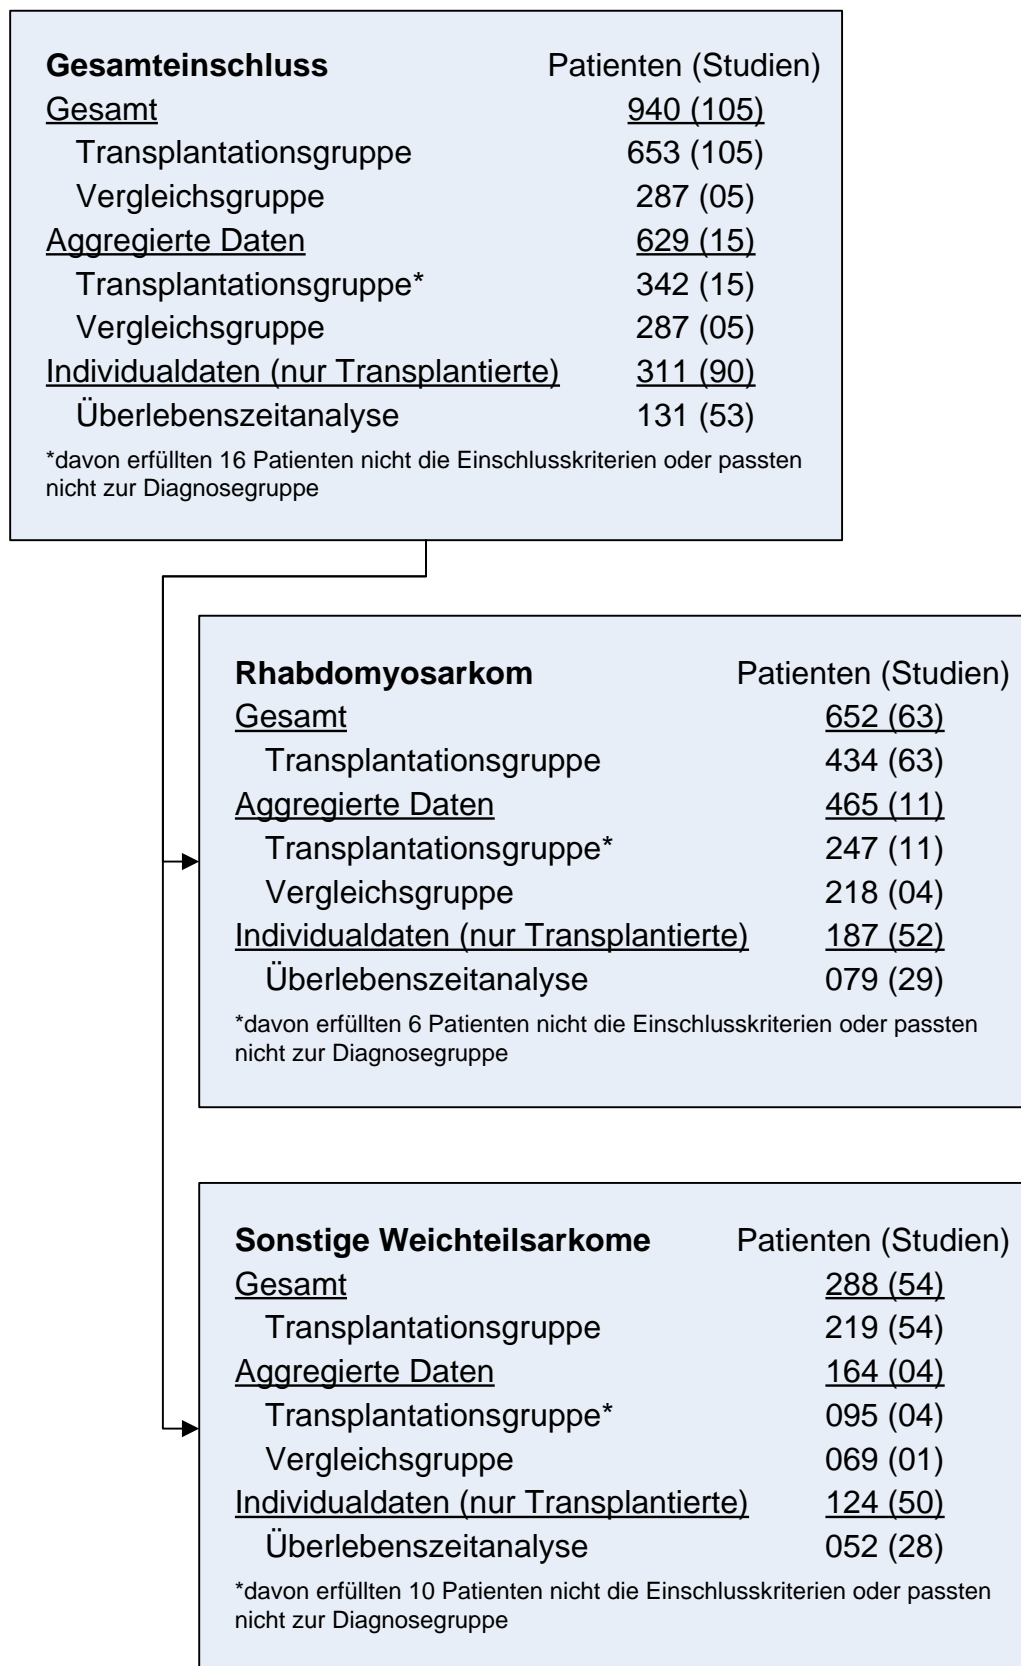 Gesamteinschluss Patienten (Studien)
Gesamt 940 (105)
Transplantationsgruppe 653 (105)
Vergleichsgruppe 287 (05)
Aggregierte Daten 629 (15)
Transplantationsgruppe* 342 (15)
Vergleichsgruppe 287 (05)
Individualdaten (nur Transplantierte) 311 (90)
Überlebenszeitanalyse 131 (53)
*davon erfüllten 16 Patienten nicht die Einschlusskriterien oder passten
nicht zur Diagnosegruppe
Rhabdomyosarkom Patienten (Studien)
Gesamt 652 (63)
Transplantationsgruppe 434 (63)
Aggregierte Daten 465 (11)
Transplantationsgruppe* 247 (11)
Vergleichsgruppe 218 (04)
Individualdaten (nur Transplantierte) 187 (52)
Überlebenszeitanalyse 079 (29)
*davon erfüllten 6 Patienten nicht die Einschlusskriterien oder passten
nicht zur Diagnosegruppe
Sonstige Weichteilsarkome Patienten (Studien)
Gesamt 288 (54)
Transplantationsgruppe 219 (54)
Aggregierte Daten 164 (04)
Transplantationsgruppe* 095 (04)
Vergleichsgruppe 069 (01)
Individualdaten (nur Transplantierte) 124 (50)
Überlebenszeitanalyse 052 (28)
*davon erfüllten 10 Patienten nicht die Einschlusskriterien oder passten
nicht zur Diagnosegruppe